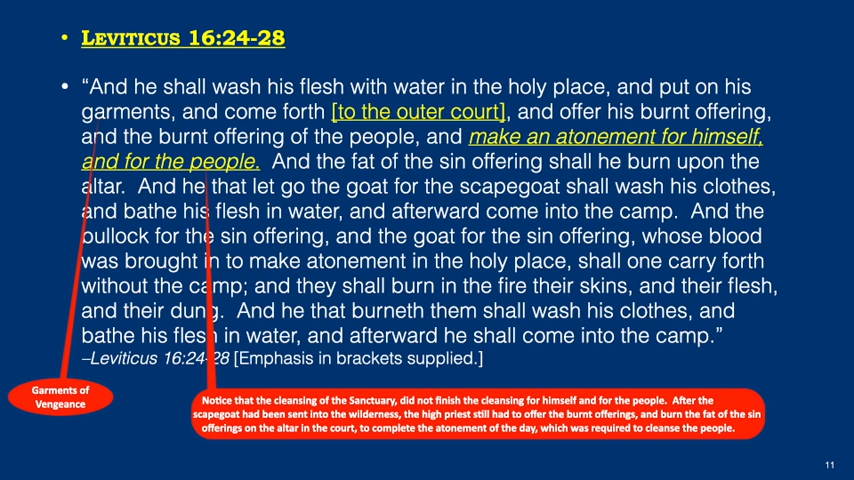 • LEVITICUS 16:24-28
• “And he shall wash his flesh with water in the holy place, and put on his
garments, and come forth [to the outer court], and offer his burnt offering,
and the burnt offering of the people, and make an atonement for himself,
and for the people. And the fat of the sin offering shall he burn upon the
altar. And he that let go the goat for the scapegoat shall wash his clothes,
and bathe his flesh in water, and afterward come into the camp. And the
bullock for the sin offering, and the goat for the sin offering, whose blood
was brought in to make atonement in the holy place, shall one carry forth
without the camp; and they shall burn in the fire their skins, and their flesh,
and their dung. And he that burneth them shall wash his clothes, and
bathe his flesh in water, and afterward he shall come into the camp.”
–Leviticus 16:24-28 [Emphasis in brackets supplied.]
Garments of
Vengeance
Notice that the cleansing of the Sanctuary, did not finish the cleansing for himself and for the people. After the
scapegoat had been sent into the wilderness, the high priest still had to offer the burnt offerings, and burn the fat of the sin
offerings on the altar in the court, to complete the atonement of the day, which was required to cleanse the people.
11